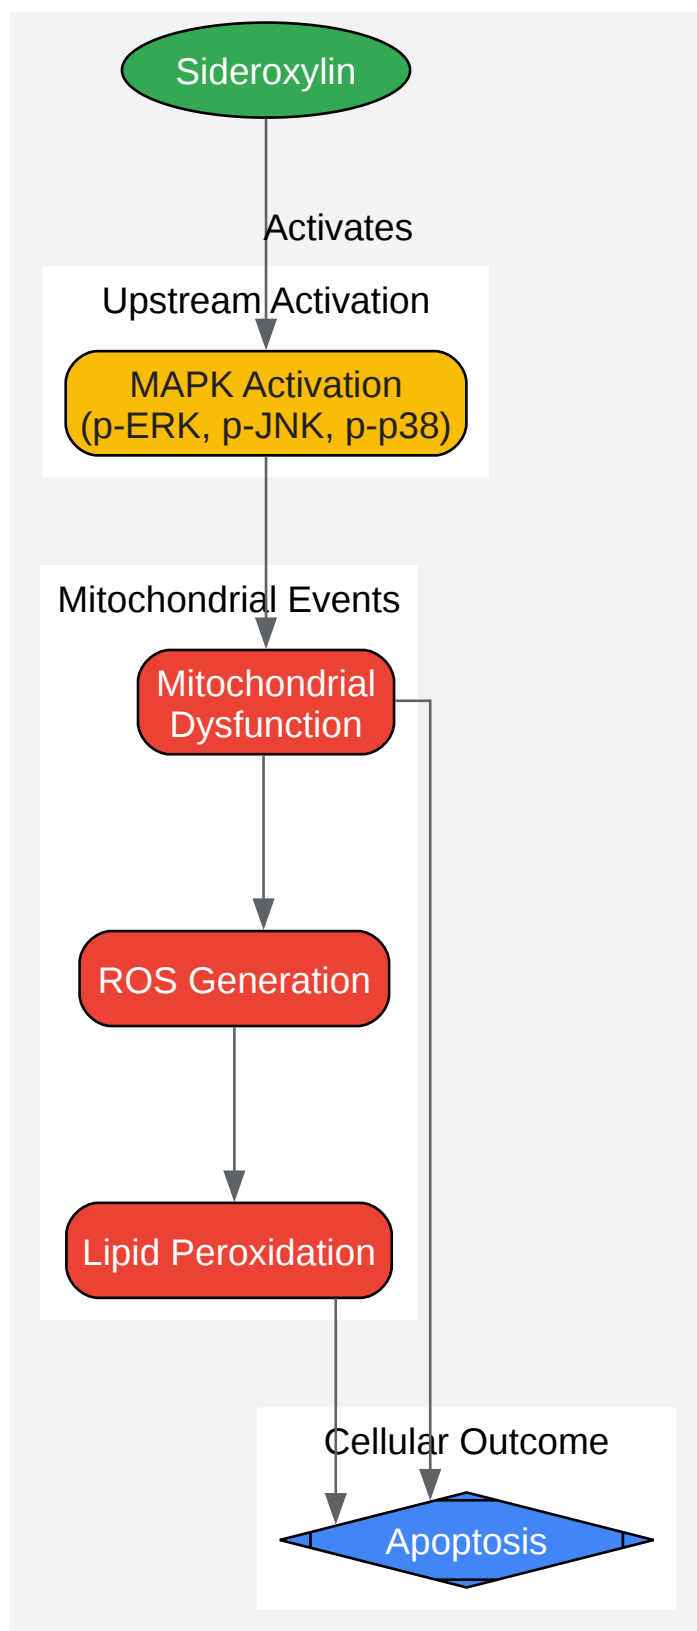 Sideroxylin
Activates
Upstream Activation
MAPK Activation
(p-ERK, p-JNK, p-p38)
Mitochondrial Events
Mitochondrial
Dysfunction
ROS Generation
Lipid Peroxidation
Cellular Outcome
Apoptosis